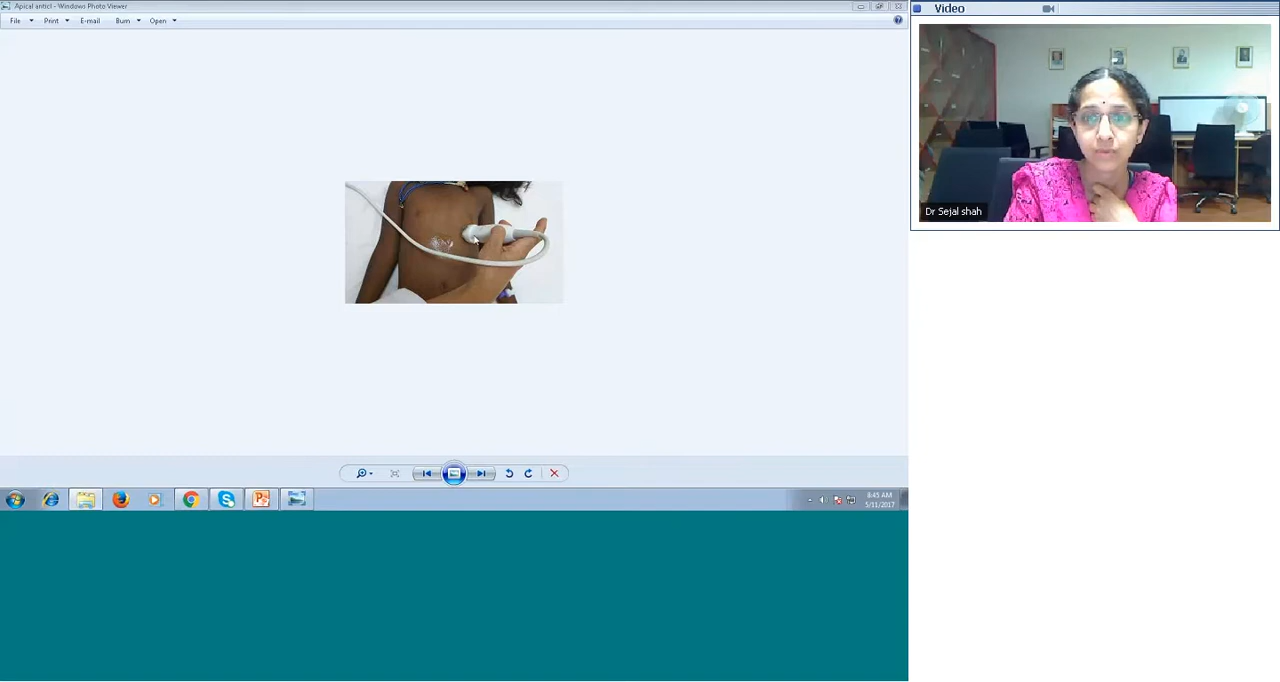 Apical anticl - Windows Photo Viewer
File Print E-mail Burn Open
Video
Dr Sejal shah
8:45 AM
5/11/2017